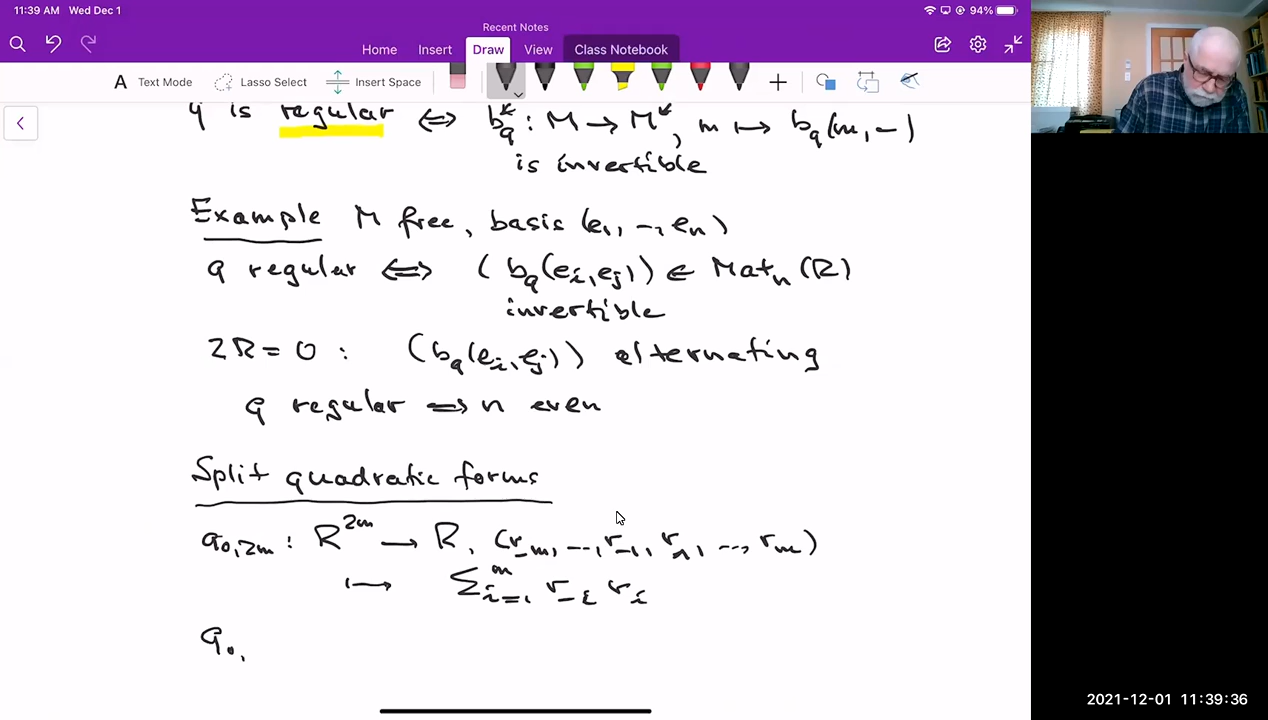 11:39 AM Wed Dec 1
Recent Notes
94%
Home Insert Draw View Class Notebook
Text Mode Lasso Select Insert Space
q is regular ⇔ b_q^* : M → M^*, m ↦ b_q(m, −)
is invertible
Example M free, basis (e_1, –, e_n)
q regular ⇔ (b_q(e_i, e_j)) ∈ Mat_n(R)
invertible
2R = 0 : (b_q(e_i, e_j)) alternating
q regular ⇒ n even
Split quadratic forms
q_{0,2m} : R^{2m} → R, (r_{-m}, ..., r_{-1}, r_1, ..., r_m)
↦ Σ_{i=1}^m r_{-i} r_i
q_{0,
2021-12-01 11:39:36